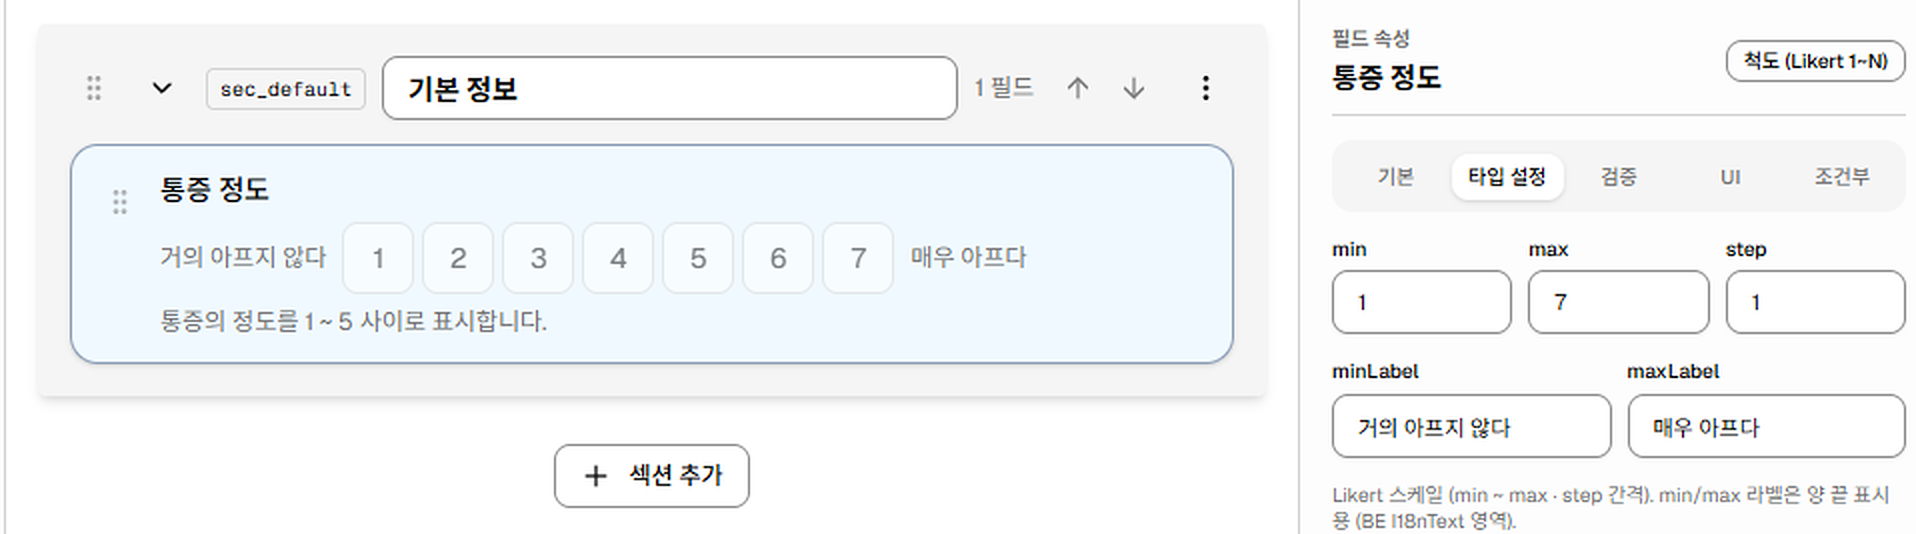 sec_default 기본 정보 1 필드
통증 정도
거의 아프지 않다 1 2 3 4 5 6 7 매우 아프다
통증의 정도를 1 ~ 5 사이로 표시합니다.
섹션 추가
필드 속성
통증 정도
척도 (Likert 1~N)
기본 타입 설정 검증 UI 조건부
min max step
1 7 1
minLabel maxLabel
거의 아프지 않다 매우 아프다
Likert 스케일 (min ~ max · step 간격). min/max 라벨은 양 끝 표시
용 (BE I18nText 영역).